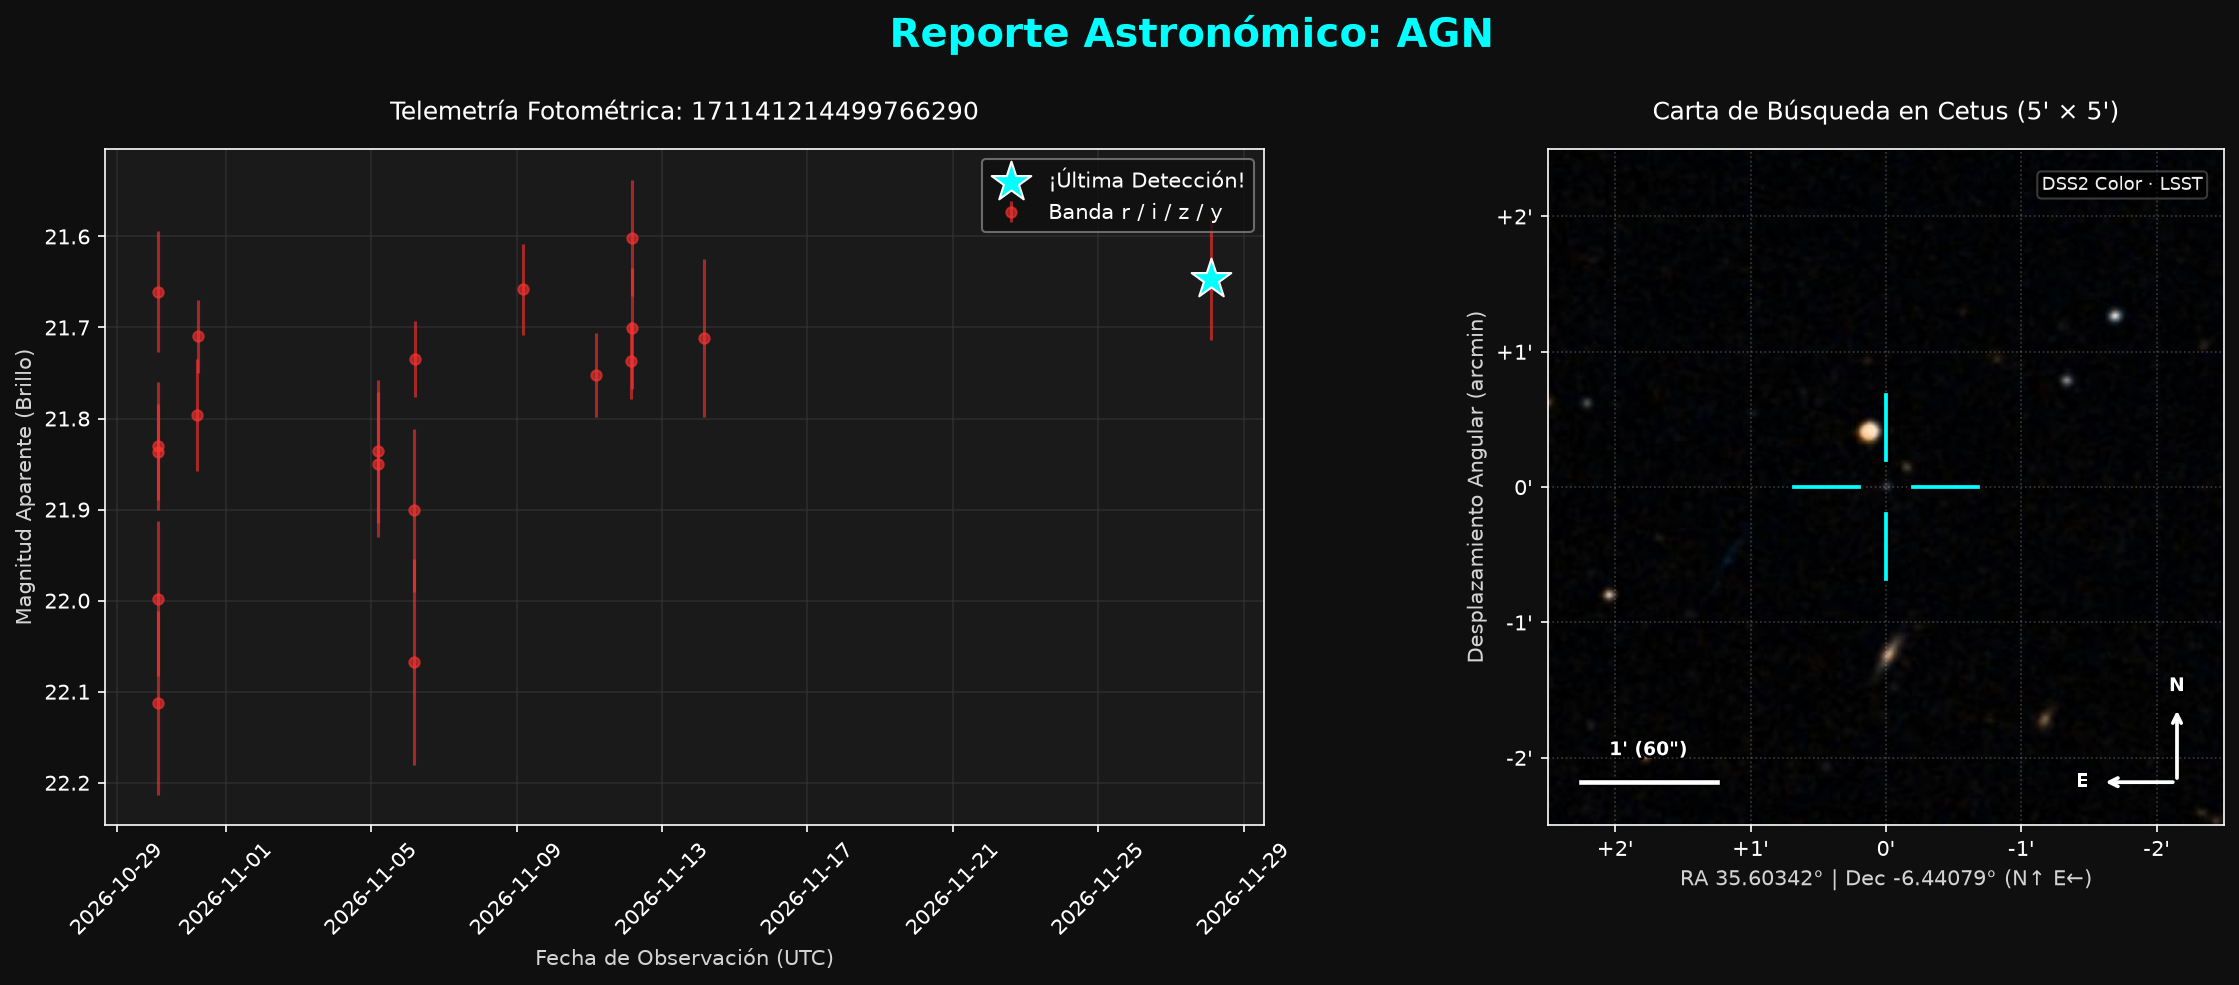 Reporte Astronómico: AGN
Telemetría Fotométrica: 171141214499766290
¡Última Detección!
Banda r / i / z / y
Magnitud Aparente (Brillo)
21.6
21.7
21.8
21.9
22.0
22.1
22.2
2026-10-29
2026-11-01
2026-11-05
2026-11-09
2026-11-13
2026-11-17
2026-11-21
2026-11-25
2026-11-29
Fecha de Observación (UTC)
Carta de Búsqueda en Cetus (5' × 5')
DSS2 Color · LSST
Desplazamiento Angular (arcmin)
+2'
+1'
0'
-1'
-2'
1' (60")
N
E
+2'
+1'
0'
-1'
-2'
RA 35.60342° | Dec -6.44079° (N↑ E←)